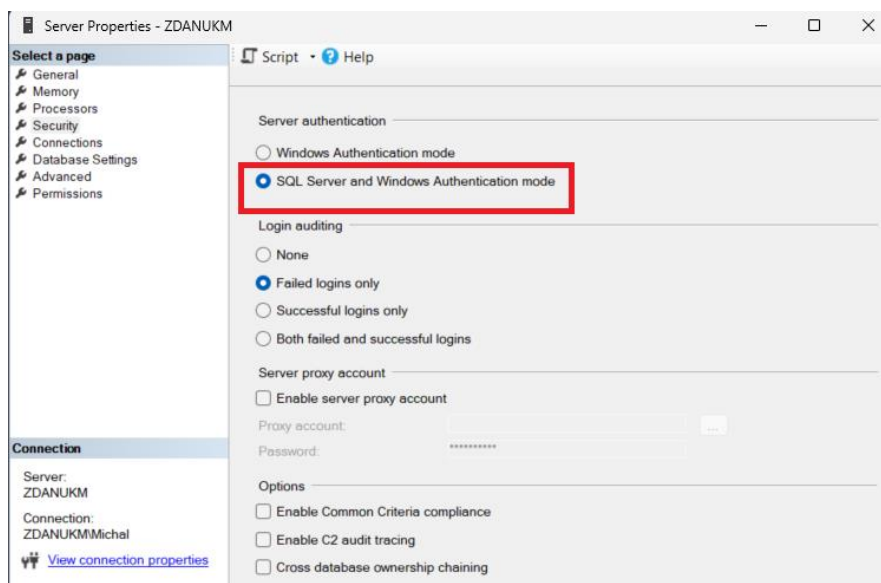 Server Properties - ZDANUKM
Select a page
General
Memory
Processors
Security
Connections
Database Settings
Advanced
Permissions
Script
Help
Server authentication
Windows Authentication mode
SQL Server and Windows Authentication mode
Login auditing
None
Failed logins only
Successful logins only
Both failed and successful logins
Server proxy account
Enable server proxy account
Proxy account:
...
Password:
**********
Options
Enable Common Criteria compliance
Enable C2 audit tracing
Cross database ownership chaining
Connection
Server:
ZDANUKM
Connection:
ZDANUKM\Michal
View connection properties